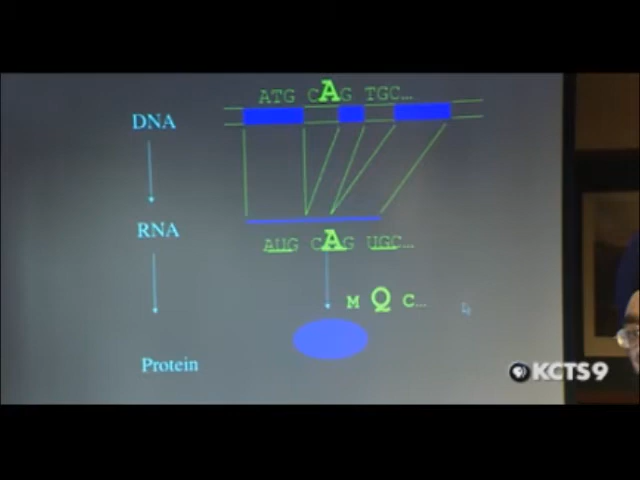 ATG CAG TGC...
DNA
RNA
AUG CAG UGC...
M Q C...
Protein
KCTS9